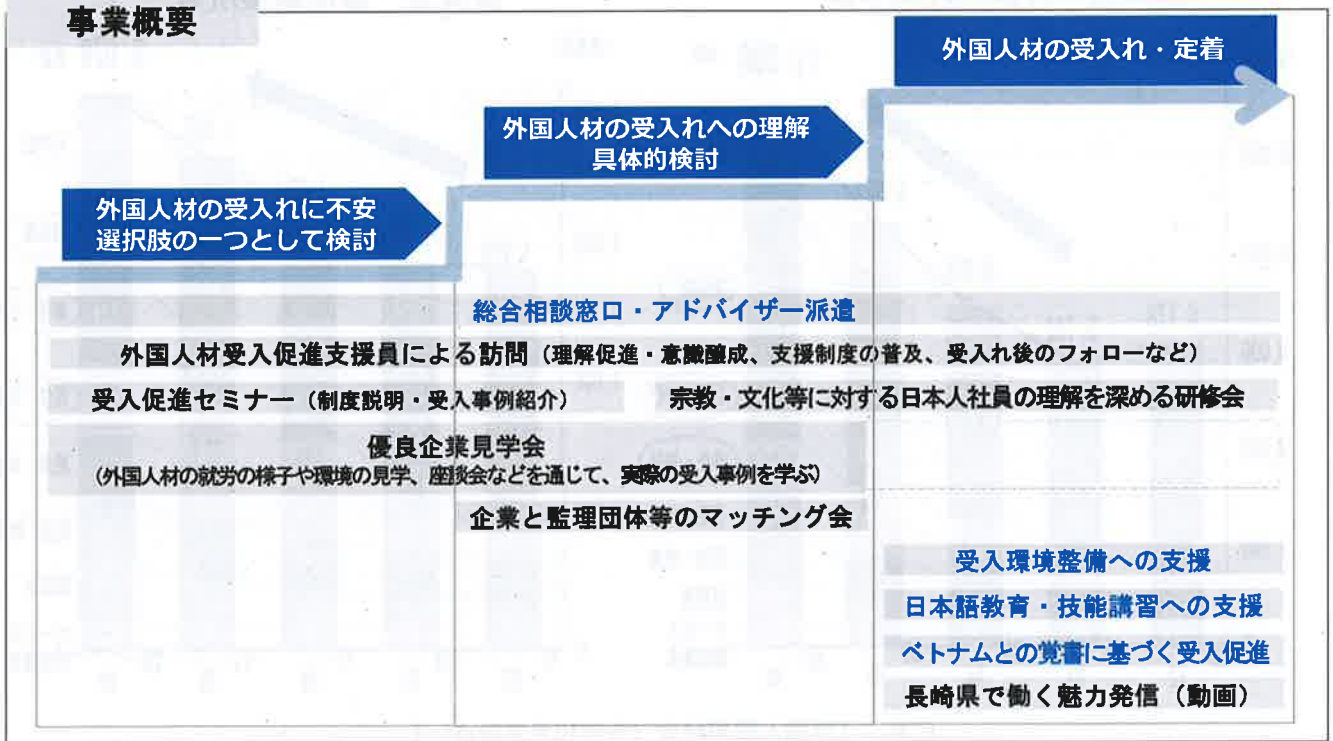 事業概要
外国人材の受入れ・定着
外国人材の受入れへの理解
具体的検討
外国人材の受入れに不安
選択肢の一つとして検討
総合相談窓口・アドバイザー派遣
外国人材受入促進支援員による訪問（理解促進・意識醸成、支援制度の普及、受入れ後のフォローなど）
受入促進セミナー（制度説明・受入事例紹介）
宗教・文化等に対する日本人社員の理解を深める研修会
優良企業見学会
（外国人材の就労の様子や環境の見学、座談会などを通じて、実際の受入事例を学ぶ）
企業と監理団体等のマッチング会
受入環境整備への支援
日本語教育・技能講習への支援
ベトナムとの覚書に基づく受入促進
長崎県で働く魅力発信（動画）